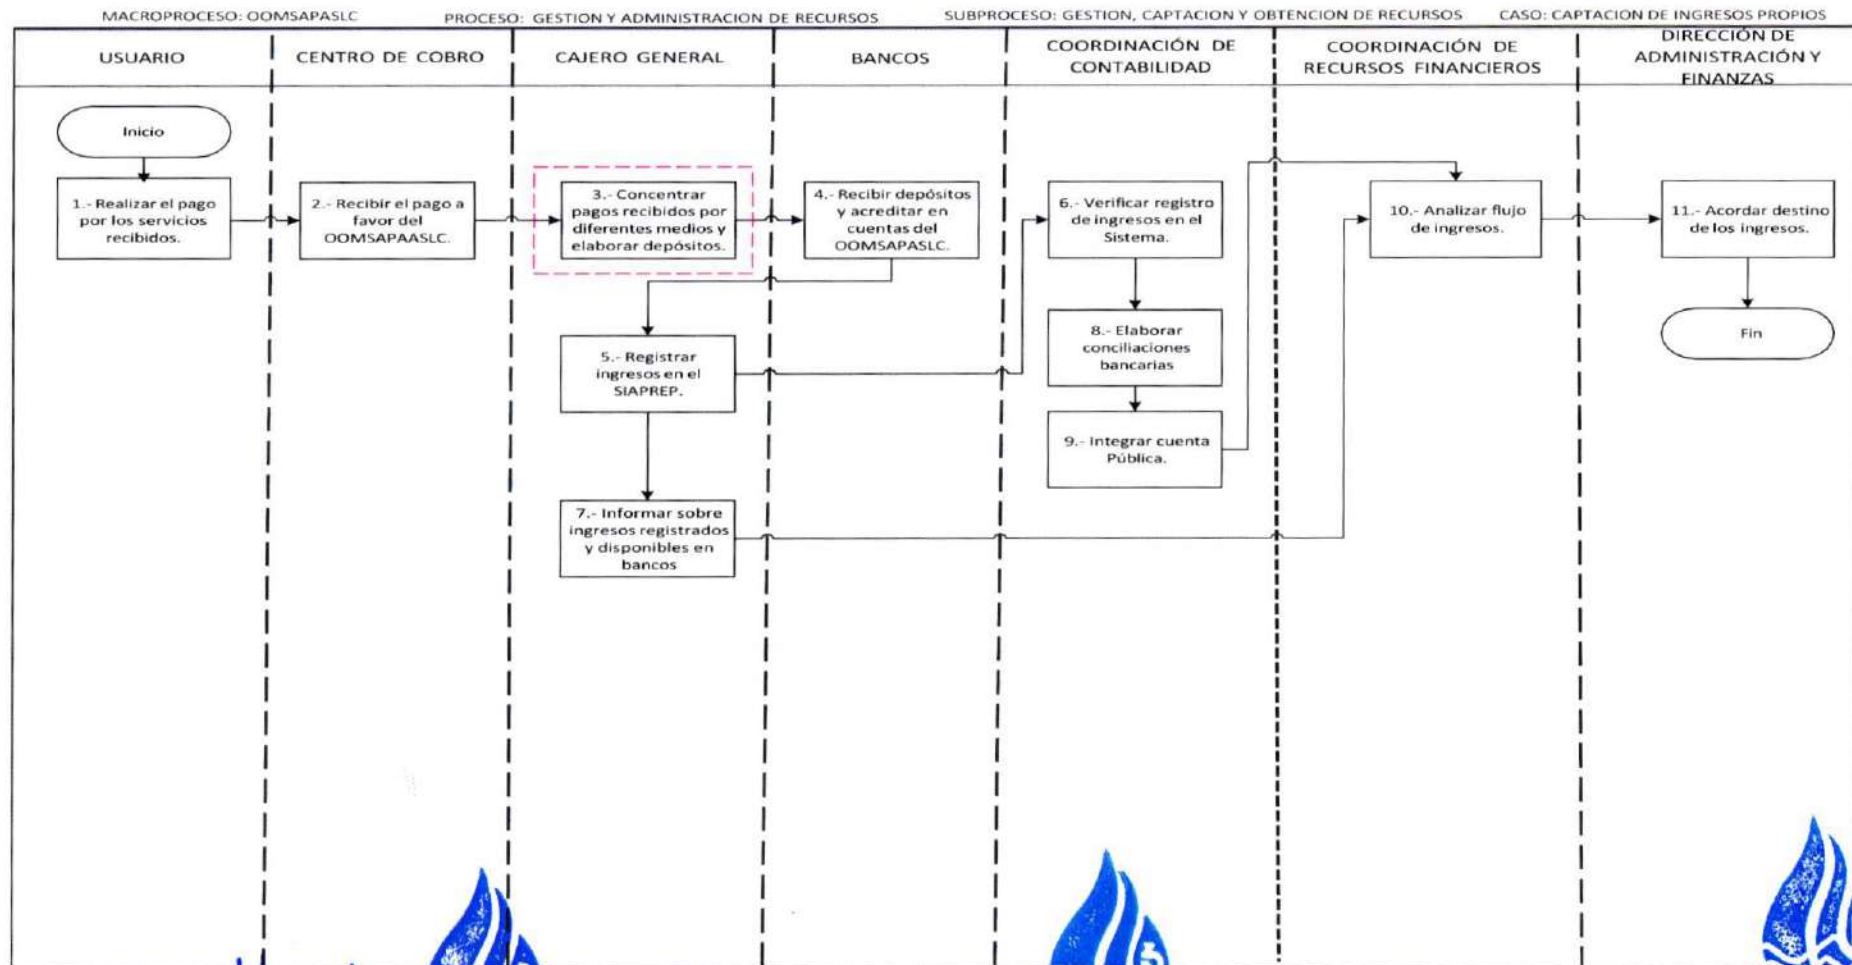 MACROPROCESO: OOMSAPASLC
PROCESO: GESTION Y ADMINISTRACION DE RECURSOS
SUBPROCESO: GESTION, CAPTACION Y OBTENCION DE RECURSOS
CASO: CAPTACION DE INGRESOS PROPIOS
USUARIO
CENTRO DE COBRO
CAJERO GENERAL
BANCOS
COORDINACIÓN DE
CONTABILIDAD
COORDINACIÓN DE
RECURSOS FINANCIEROS
DIRECCIÓN DE
ADMINISTRACIÓN Y
FINANZAS
Inicio
1.- Realizar el pago
por los servicios
recibidos.
2.- Recibir el pago a
favor del
OOMSAPAASLC.
3.- Concentrar
pagos recibidos por
diferentes medios y
elaborar depósitos.
4.- Recibir depósitos
y acreditar en
cuentas del
OOMSAPASLC.
5.- Registrar
ingresos en el
SIAPREP.
6.- Verificar registro
de ingresos en el
Sistema.
7.- Informar sobre
ingresos registrados
y disponibles en
bancos
8.- Elaborar
conciliaciones
bancarias
9.- Integrar cuenta
Pública.
10.- Analizar flujo
de ingresos.
11.- Acordar destino
de los ingresos.
Fin